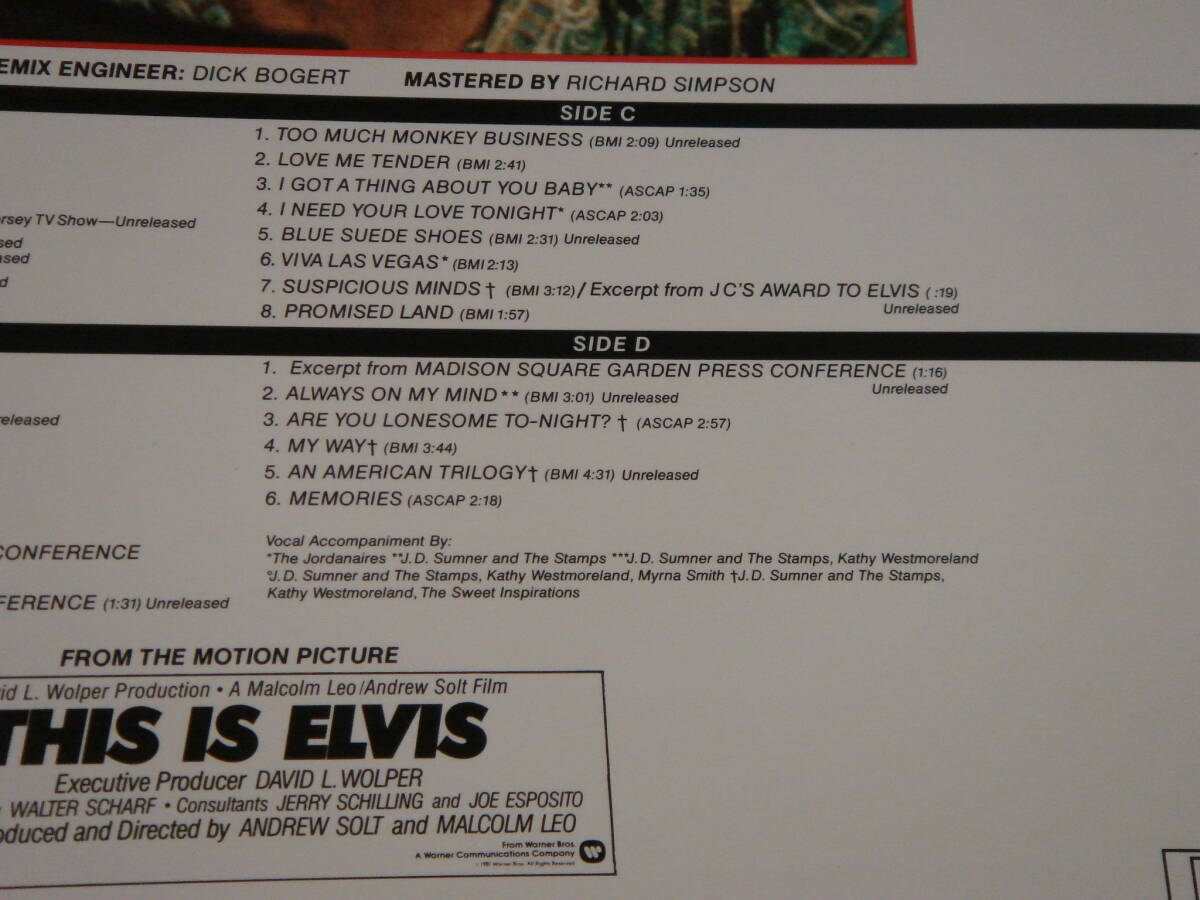 EMIX ENGINEER: DICK BOGERT MASTERED BY RICHARD SIMPSON
SIDE C
1. TOO MUCH MONKEY BUSINESS (BMI 2:09) Unreleased
2. LOVE ME TENDER (BMI 2:41)
3. I GOT A THING ABOUT YOU BABY** (ASCAP 1:35)
4. I NEED YOUR LOVE TONIGHT* (ASCAP 2:03)
5. BLUE SUEDE SHOES (BMI 2:31) Unreleased
6. VIVA LAS VEGAS* (BMI 2:13)
7. SUSPICIOUS MINDS † (BMI 3:12) / Excerpt from JC'S AWARD TO ELVIS ( :19)
Unreleased
8. PROMISED LAND (BMI 1:57)
rsey TV Show—Unreleased
sed
ased
d
SIDE D
1. Excerpt from MADISON SQUARE GARDEN PRESS CONFERENCE (1:16)
Unreleased
2. ALWAYS ON MY MIND** (BMI 3:01) Unreleased
3. ARE YOU LONESOME TO-NIGHT? † (ASCAP 2:57)
4. MY WAY† (BMI 3:44)
5. AN AMERICAN TRILOGY† (BMI 4:31) Unreleased
6. MEMORIES (ASCAP 2:18)
eleased
CONFERENCE
FERENCE (1:31) Unreleased
Vocal Accompaniment By:
*The Jordanaires **J.D. Sumner and The Stamps ***J.D. Sumner and The Stamps, Kathy Westmoreland
°J.D. Sumner and The Stamps, Kathy Westmoreland, Myrna Smith †J.D. Sumner and The Stamps,
Kathy Westmoreland, The Sweet Inspirations
FROM THE MOTION PICTURE
vid L. Wolper Production • A Malcolm Leo/Andrew Solt Film
THIS IS ELVIS
Executive Producer DAVID L. WOLPER
WALTER SCHARF • Consultants JERRY SCHILLING and JOE ESPOSITO
oduced and Directed by ANDREW SOLT and MALCOLM LEO
From Warner Bros.
A Warner Communications Company
© 1981 Warner Bros. All Rights Reserved